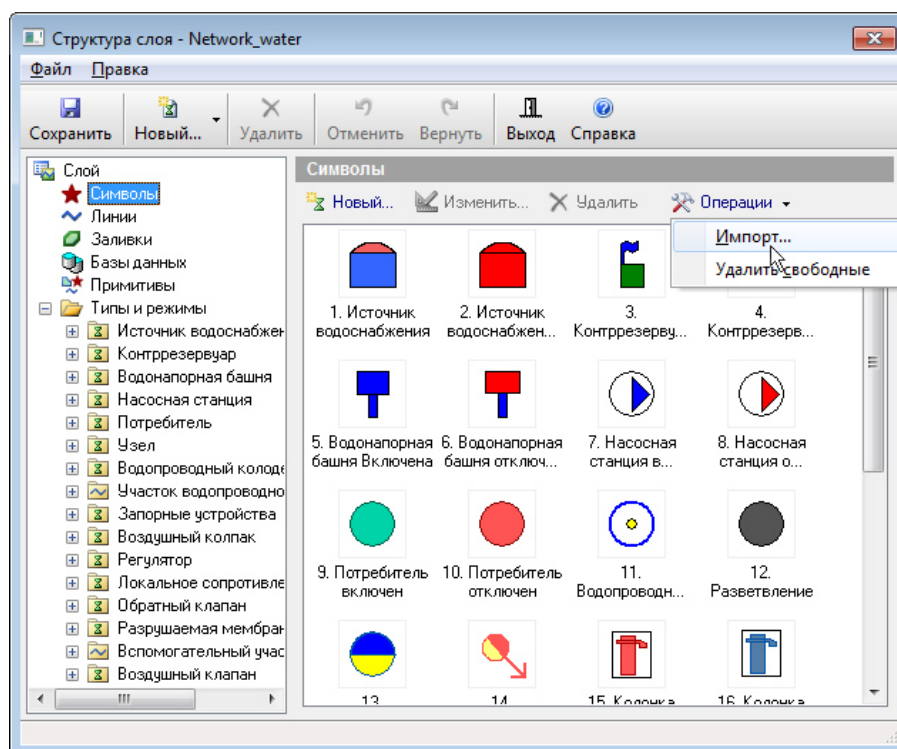 Структура слоя - Network_water
Файл Правка
Сохранить Новый... Удалить Отменить Вернуть Выход Справка
Слой
Символы
Линии
Заливки
Базы данных
Примитивы
Типы и режимы
Источник водоснабжен
Контррезервуар
Водонапорная башня
Насосная станция
Потребитель
Узел
Водопроводный колоде
Участок водопроводно
Запорные устройства
Воздушный колпак
Регулятор
Локальное сопротивле
Обратный клапан
Разрушаемая мембран
Вспомогательный учас
Воздушный клапан
Символы
Новый... Изменить... Удалить Операции
Импорт...
Удалить свободные
1. Источник
водоснабжения
2. Источник
водоснабжен...
3.
Контррезерву...
4.
Контррезерв...
5. Водонапорная
башня Включена
6. Водонапорная
башня отключ...
7. Насосная
станция в...
8. Насосная
станция о...
9. Потребитель
включен
10. Потребитель
отключен
11.
Водопроводн...
12.
Разветвление
13
14
15. Колонка
16. Колонка